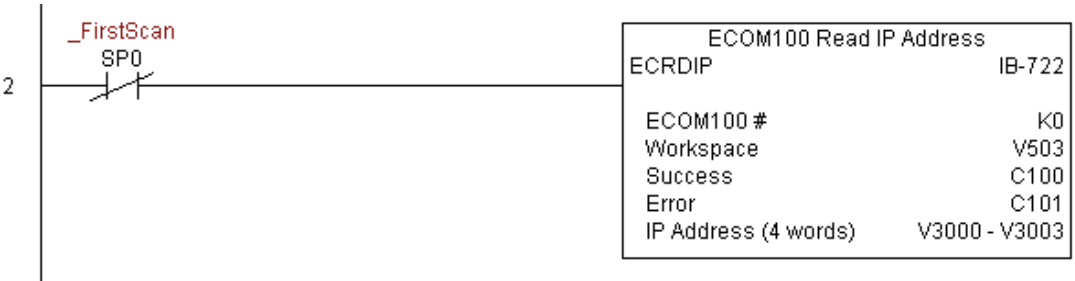 _FirstScan
SP0
2
ECOM100 Read IP Address
ECRDIP IB-722
ECOM100 # K0
Workspace V503
Success C100
Error C101
IP Address (4 words) V3000 - V3003